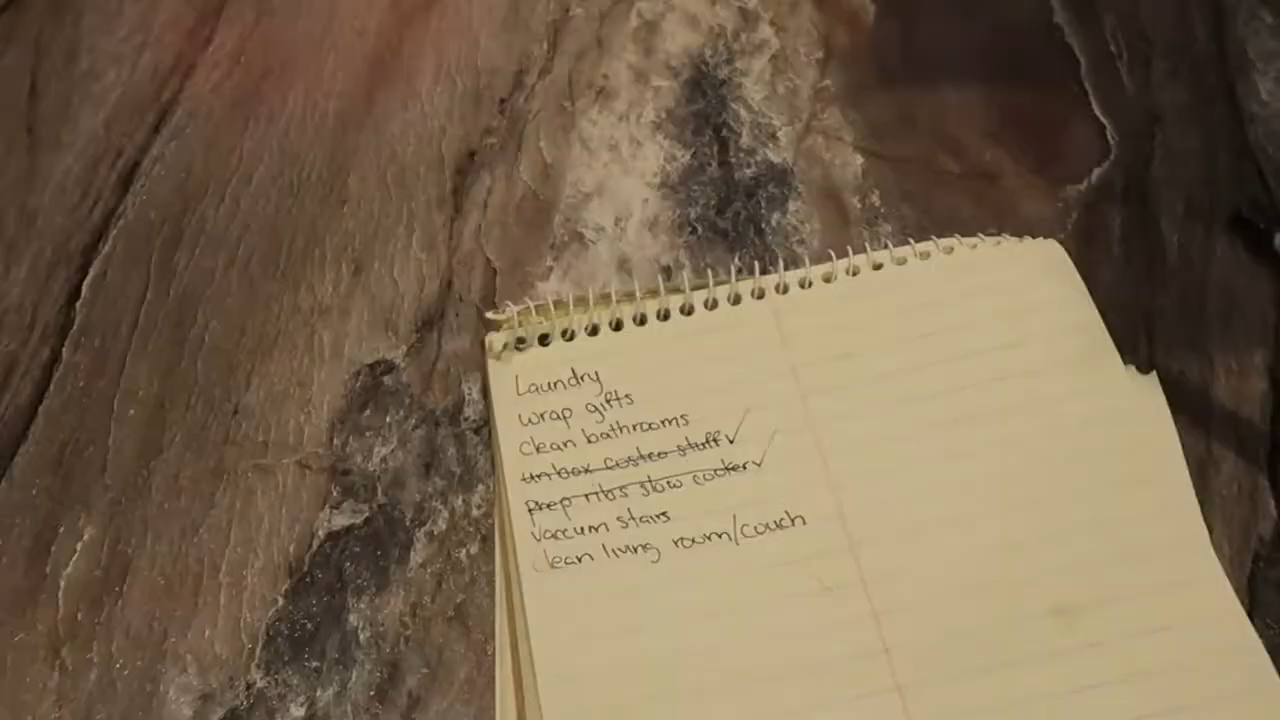 Laundry
wrap gifts
clean bathrooms
unbox costco stuff ✓
prep ribs slow cooker ✓
vaccum stairs
clean living room/couch